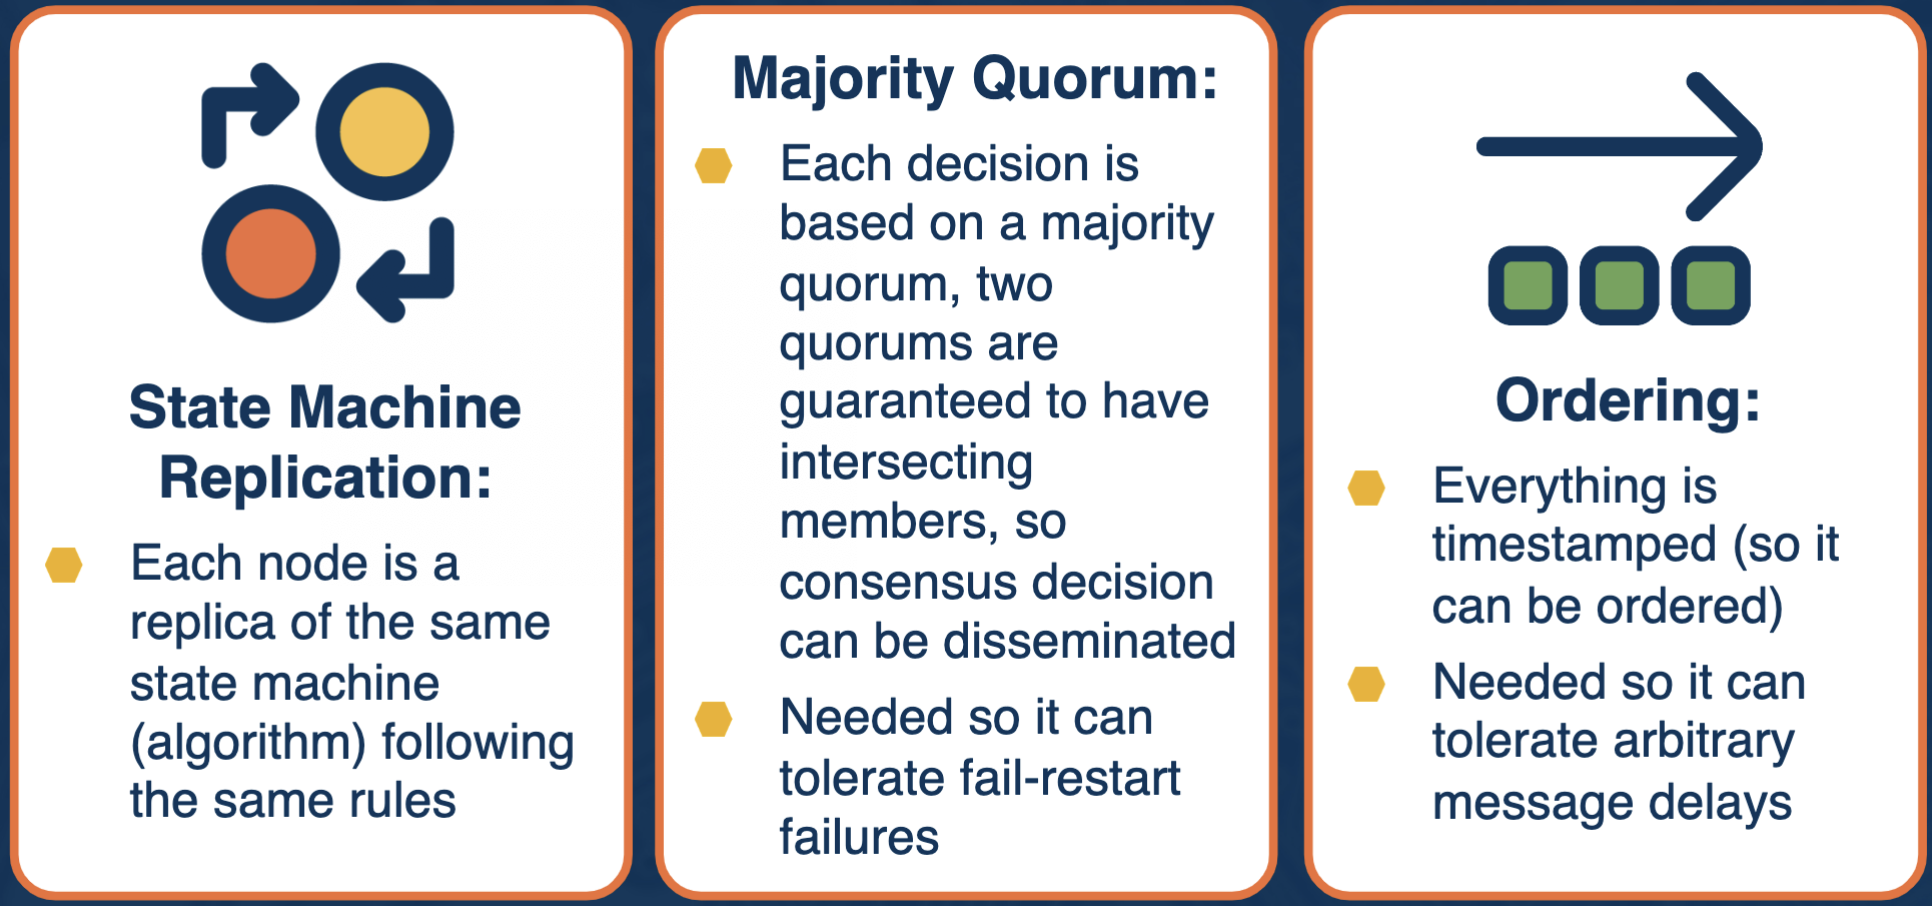 State Machine
Replication:
Each node is a
replica of the same
state machine
(algorithm) following
the same rules
Majority Quorum:
Each decision is
based on a majority
quorum, two
quorums are
guaranteed to have
intersecting
members, so
consensus decision
can be disseminated
Needed so it can
tolerate fail-restart
failures
Ordering:
Everything is
timestamped (so it
can be ordered)
Needed so it can
tolerate arbitrary
message delays